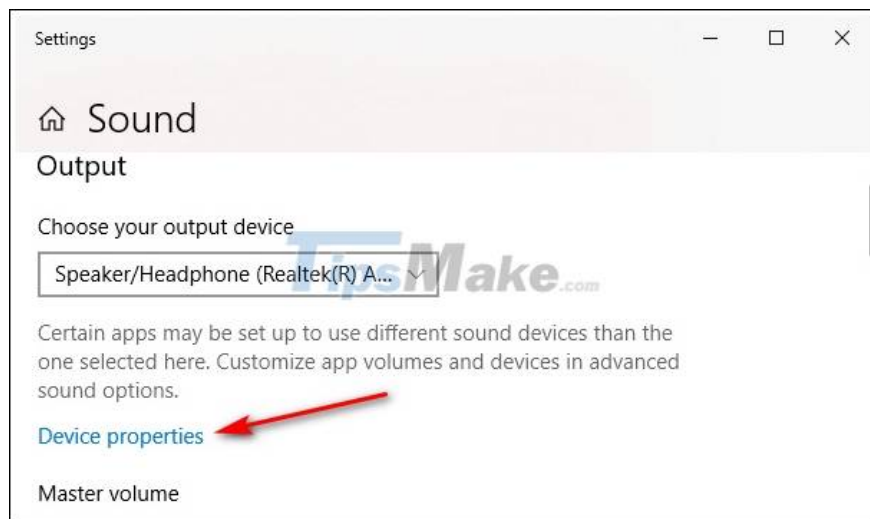 Settings
Sound
Output
Choose your output device
Speaker/Headphone (Realtek(R) A...
TipsMake.com
Certain apps may be set up to use different sound devices than the
one selected here. Customize app volumes and devices in advanced
sound options.
Device properties
Master volume